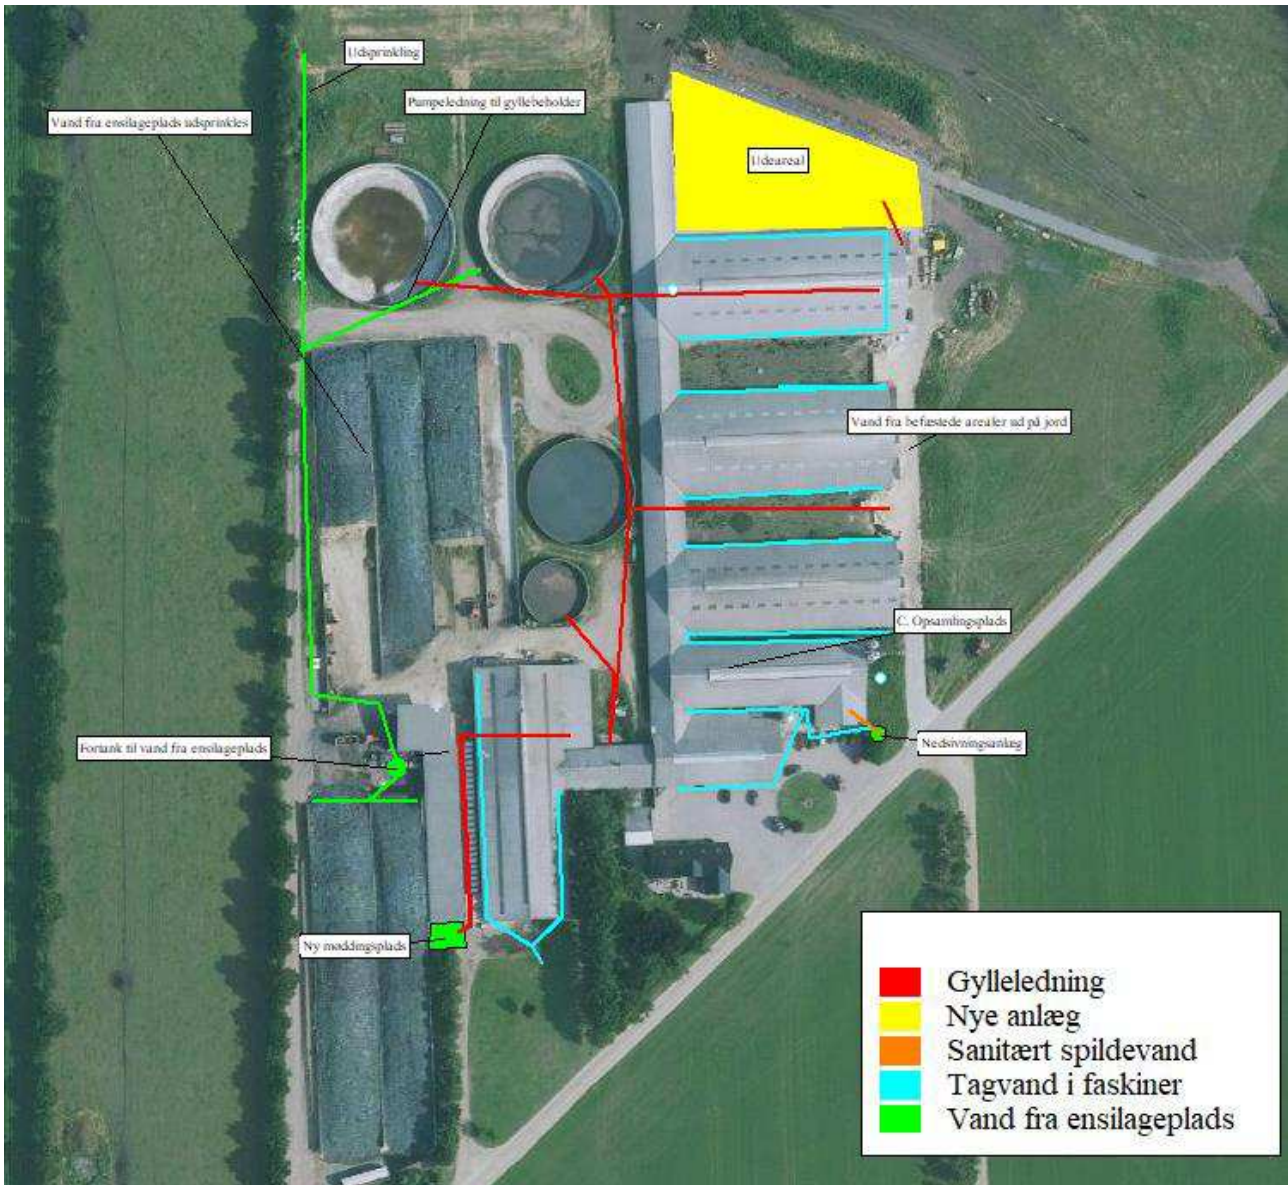 Udsprinkling
Pumpeledning til gyllebeholder
Vand fra ensilageplads udsprinkles
Udeareal
Vand fra befæstede arealer ud på jord
C. Opsamlingsplads
Fortank til vand fra ensilageplads
Nedsivningsanlæg
Ny møddingsplads
Gylleledning
Nye anlæg
Sanitært spildevand
Tagvand i faskiner
Vand fra ensilageplads